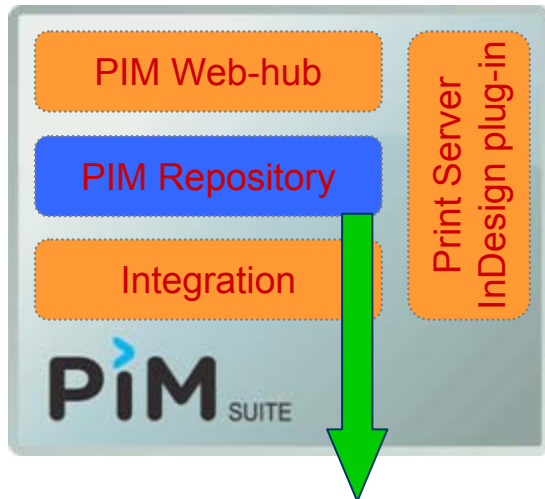 PIM Web-hub
PIM Repository
Integration
Print Server
InDesign plug-in
PiM SUITE